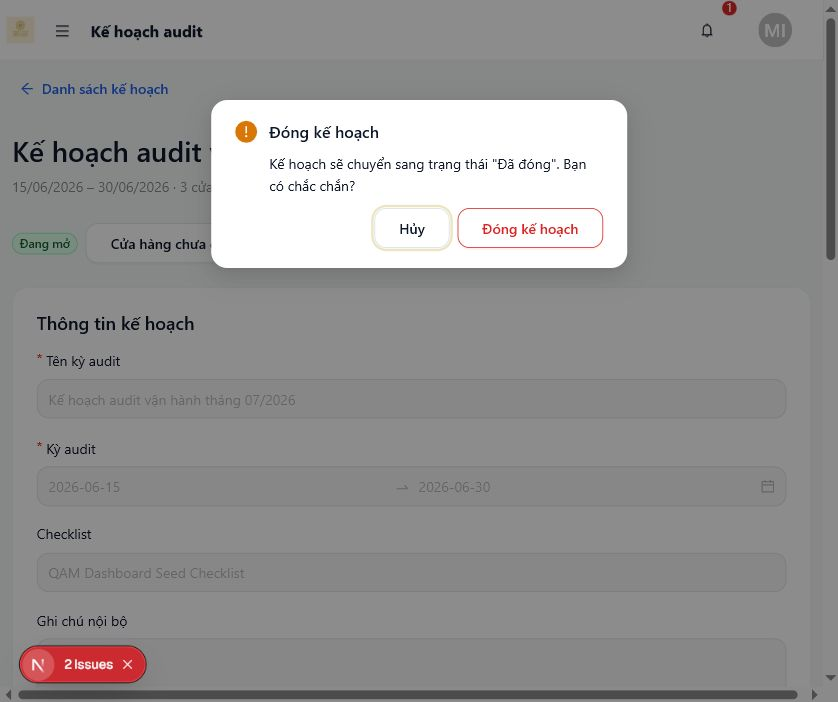 1
Kế hoạch audit
MI
Danh sách kế hoạch
Kế hoạch audit
15/06/2026 – 30/06/2026 · 3 cửa
Đang mở
Cửa hàng chưa
Đóng kế hoạch
Kế hoạch sẽ chuyển sang trạng thái "Đã đóng". Bạn
có chắc chắn?
Hủy
Đóng kế hoạch
Thông tin kế hoạch
* Tên kỳ audit
Kế hoạch audit vận hành tháng 07/2026
* Kỳ audit
2026-06-15 → 2026-06-30
Checklist
QAM Dashboard Seed Checklist
Ghi chú nội bộ
N 2 Issues